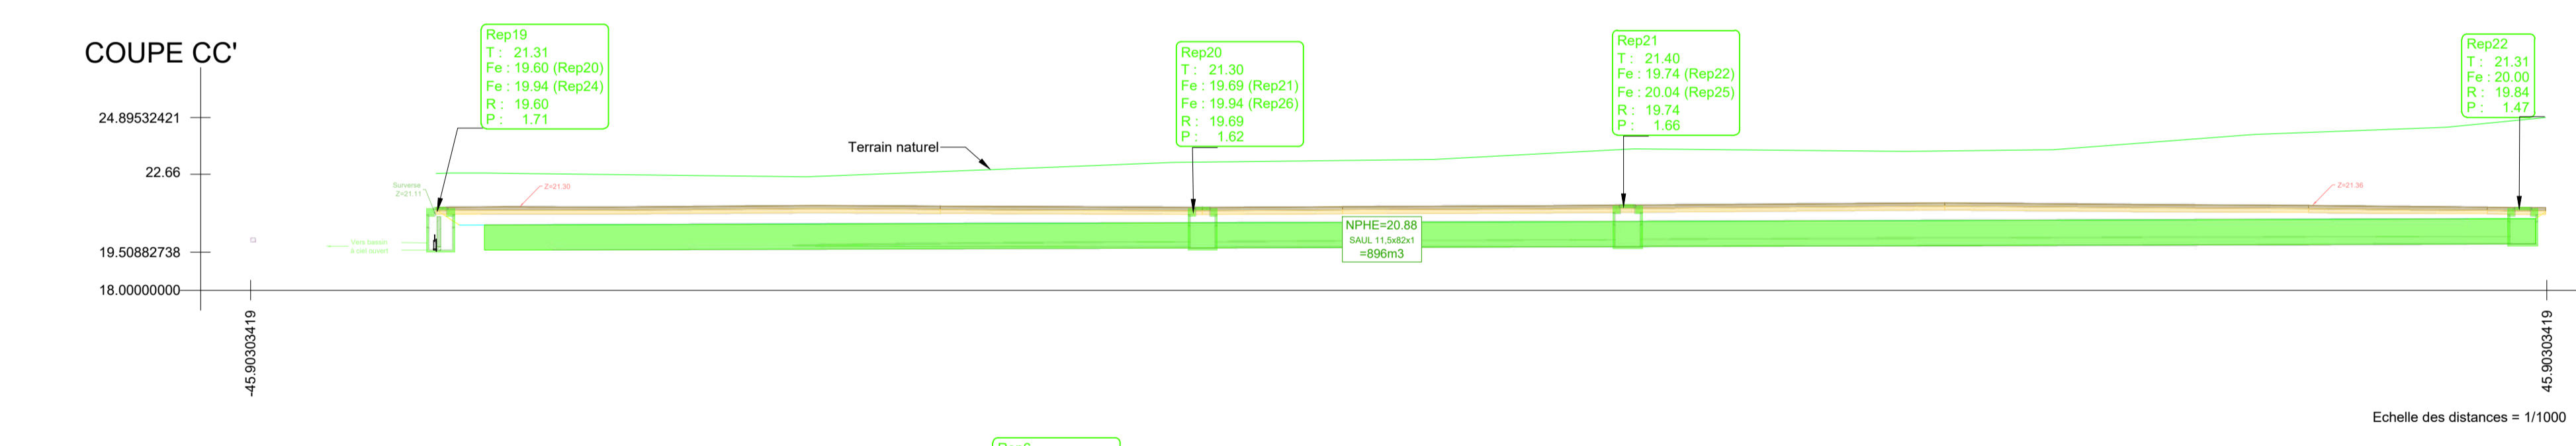 COUPE CC'
Rep19
T : 21.31
Fe : 19.60 (Rep20)
Fe : 19.94 (Rep24)
R : 19.60
P : 1.71
Rep20
T : 21.30
Fe : 19.69 (Rep21)
Fe : 19.94 (Rep26)
R : 19.69
P : 1.62
Rep21
T : 21.40
Fe : 19.74 (Rep22)
Fe : 20.04 (Rep25)
R : 19.74
P : 1.66
Rep22
T : 21.31
Fe : 20.00
R : 19.84
P : 1.47
24.89532421
22.66
19.50882738
18.00000000
Terrain naturel
Surverse
Z=21.11
Z=21.30
Z=21.36
Vers bassin
à ciel ouvert
NPHE=20.88
SAUL 11,5x82x1
=896m3
-45.90303419
45.90303419
Echelle des distances = 1/1000